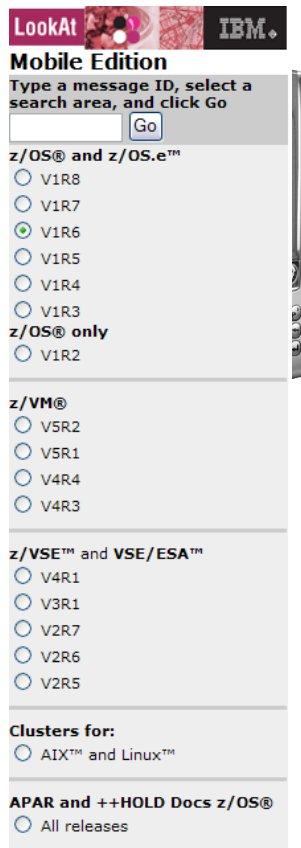 LookAt IBM®
Mobile Edition
Type a message ID, select a
search area, and click Go
Go
z/OS® and z/OS.e™
V1R8
V1R7
V1R6
V1R5
V1R4
V1R3
z/OS® only
V1R2
z/VM®
V5R2
V5R1
V4R4
V4R3
z/VSE™ and VSE/ESA™
V4R1
V3R1
V2R7
V2R6
V2R5
Clusters for:
AIX™ and Linux™
APAR and ++HOLD Docs z/OS®
All releases